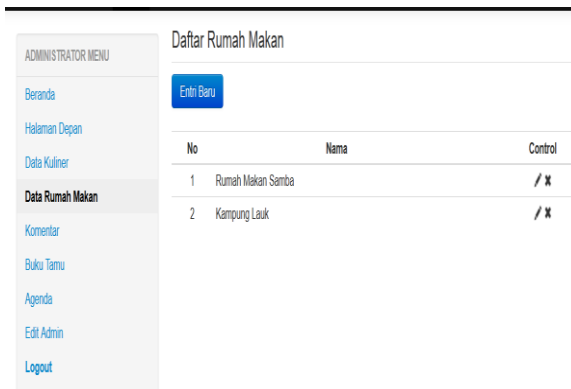 ADMINISTRATOR MENU
Beranda
Halaman Depan
Data Kuliner
Data Rumah Makan
Komentar
Buku Tamu
Agenda
Edit Admin
Logout
Daftar Rumah Makan
Entri Baru
No Nama Control
1 Rumah Makan Samba
2 Kampung Lauk